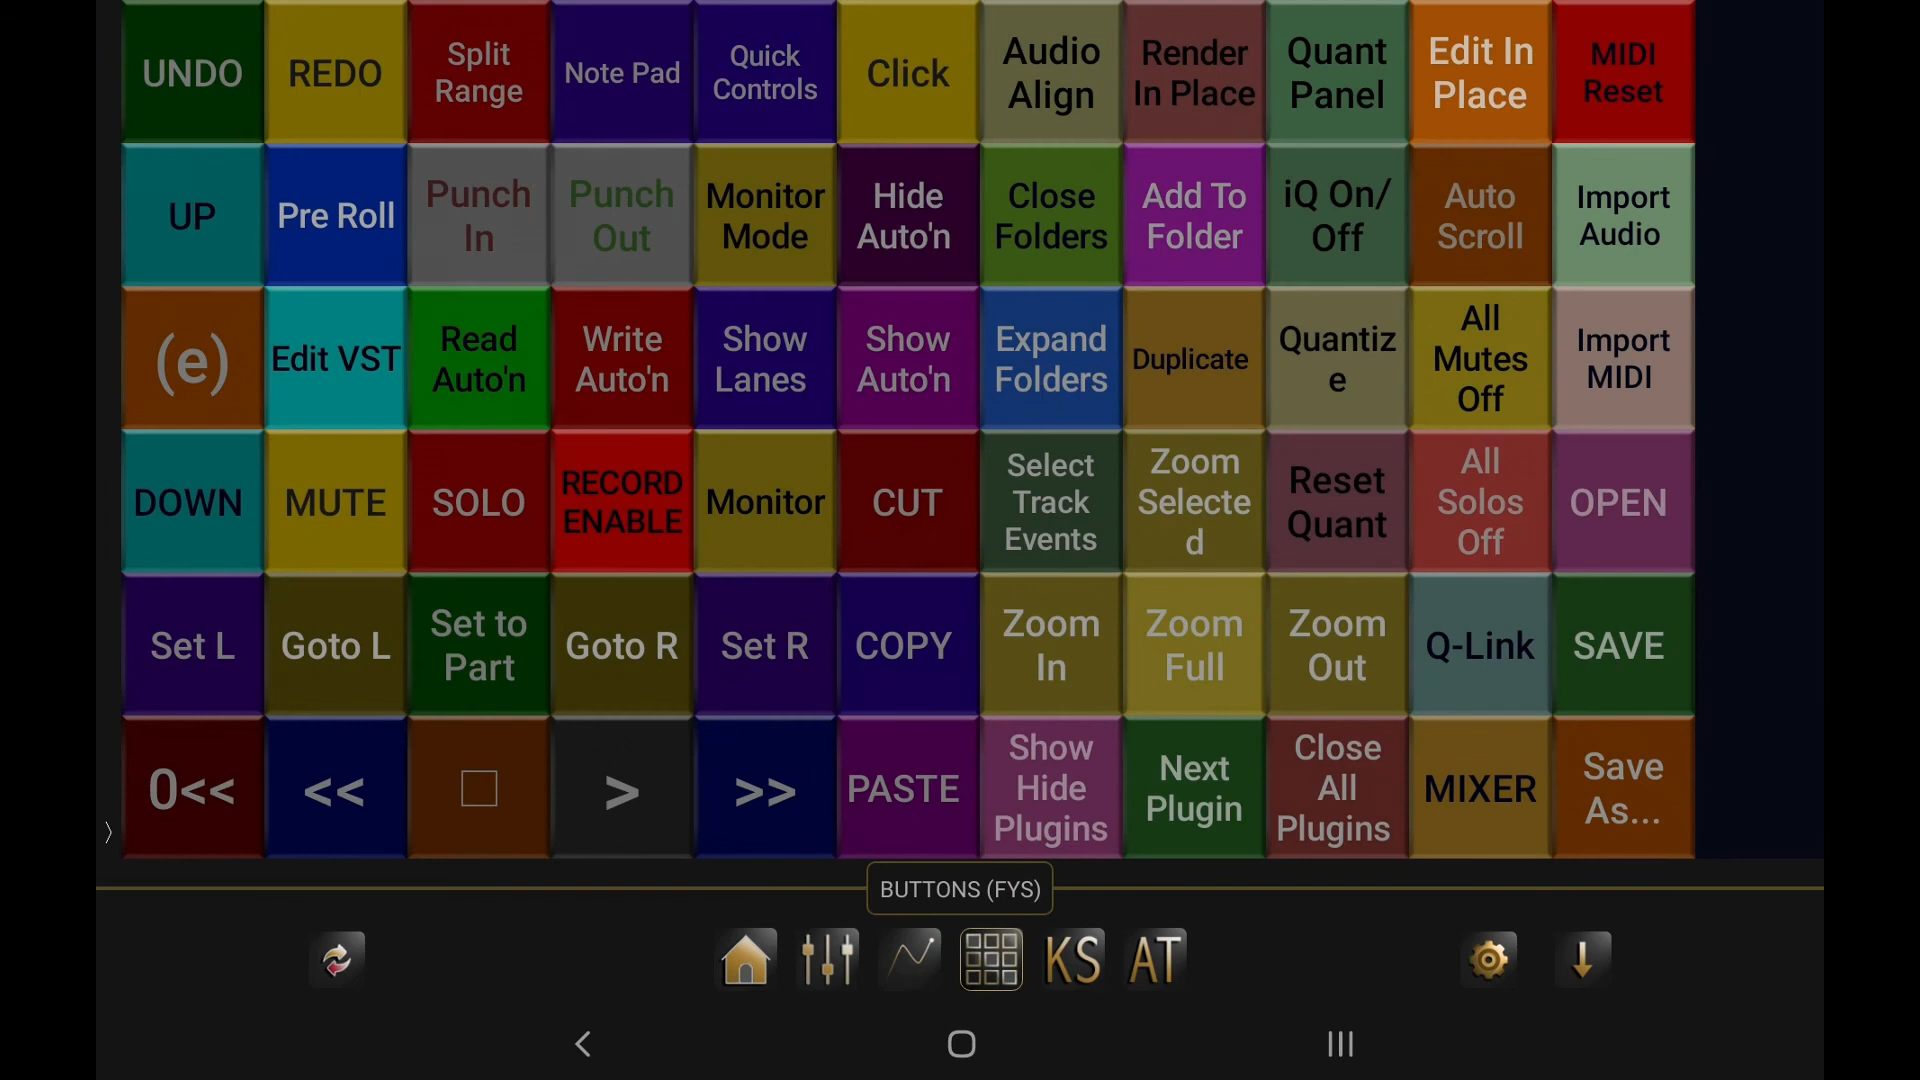 UNDO
REDO
Split
Range
Note Pad
Quick
Controls
Click
Audio
Align
Render
In Place
Quant
Panel
Edit In
Place
MIDI
Reset
UP
Pre Roll
Punch
In
Punch
Out
Monitor
Mode
Hide
Auto'n
Close
Folders
Add To
Folder
iQ On/
Off
Auto
Scroll
Import
Audio
(e)
Edit VST
Read
Auto'n
Write
Auto'n
Show
Lanes
Show
Auto'n
Expand
Folders
Duplicate
Quantiz
e
All
Mutes
Off
Import
MIDI
DOWN
MUTE
SOLO
RECORD
ENABLE
Monitor
CUT
Select
Track
Events
Zoom
Selecte
d
Reset
Quant
All
Solos
Off
OPEN
Set L
Goto L
Set to
Part
Goto R
Set R
COPY
Zoom
In
Zoom
Full
Zoom
Out
Q-Link
SAVE
0<<
<<
□
>
>>
PASTE
Show
Hide
Plugins
Next
Plugin
Close
All
Plugins
MIXER
Save
As...
BUTTONS (FYS)
KS
AT